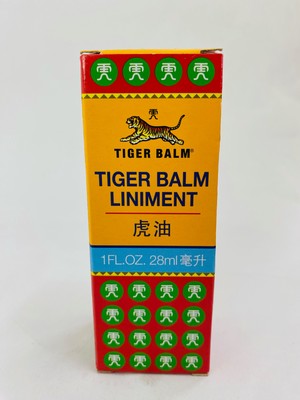 TIGER BALM®
TIGER BALM
LINIMENT
虎油
1FL.OZ. 28ml毫升